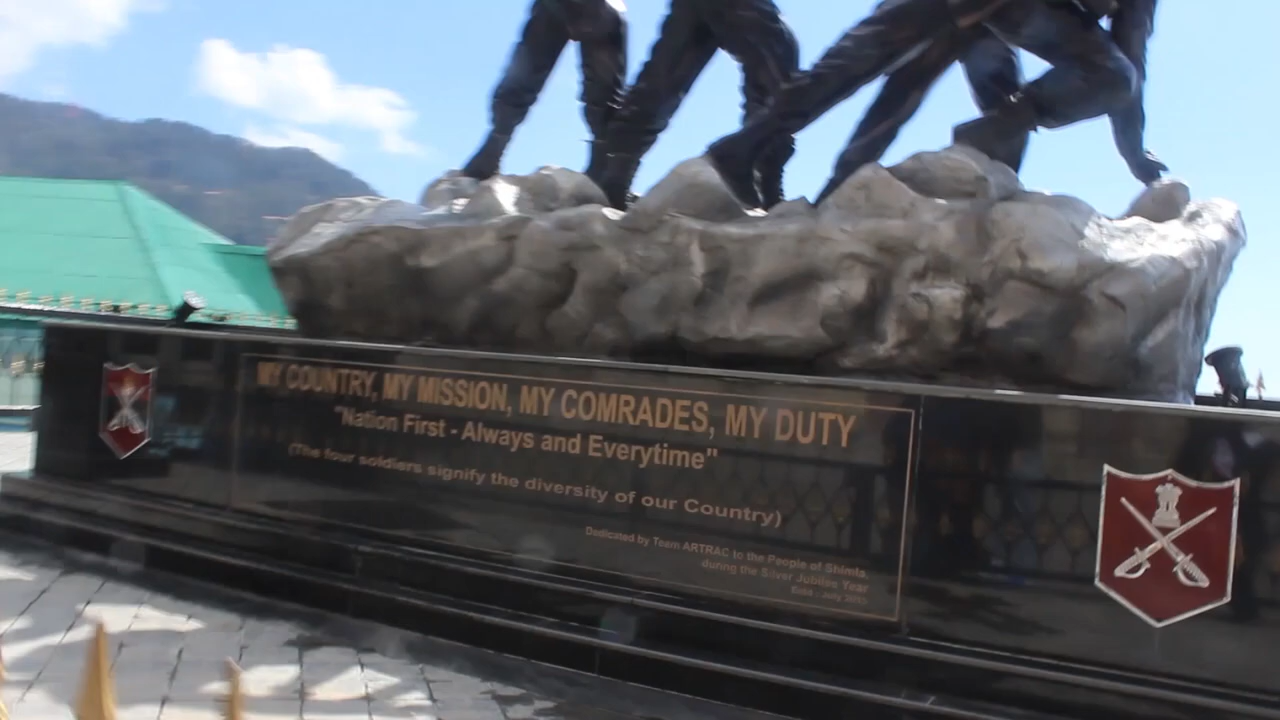 MY COUNTRY, MY MISSION, MY COMRADES, MY DUTY
"Nation First - Always and Everytime"
(The four soldiers signify the diversity of our Country)
Dedicated by Team ARTRAC to the People of Shimla,
during the Silver Jubilee Year